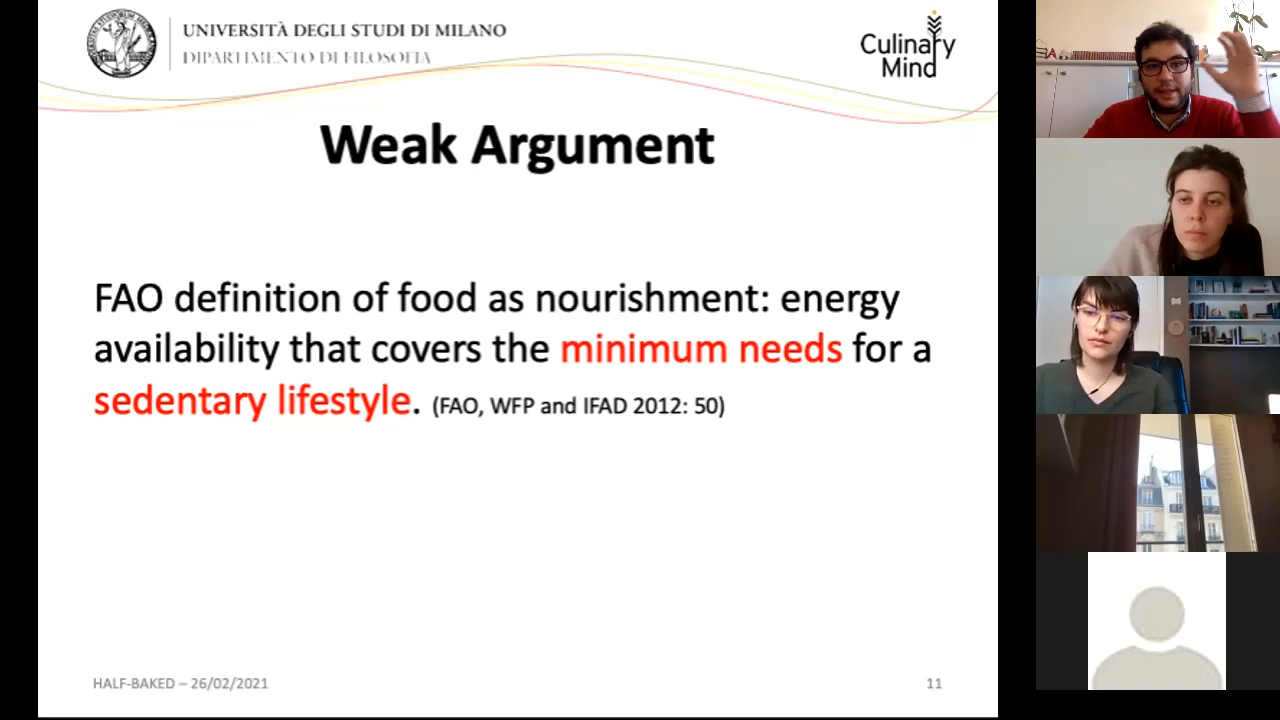 UNIVERSITÀ DEGLI STUDI DI MILANO
DIPARTIMENTO DI FILOSOFIA
Culinary
Mind
Weak Argument
FAO definition of food as nourishment: energy
availability that covers the minimum needs for a
sedentary lifestyle. (FAO, WFP and IFAD 2012: 50)
HALF-BAKED – 26/02/2021
11